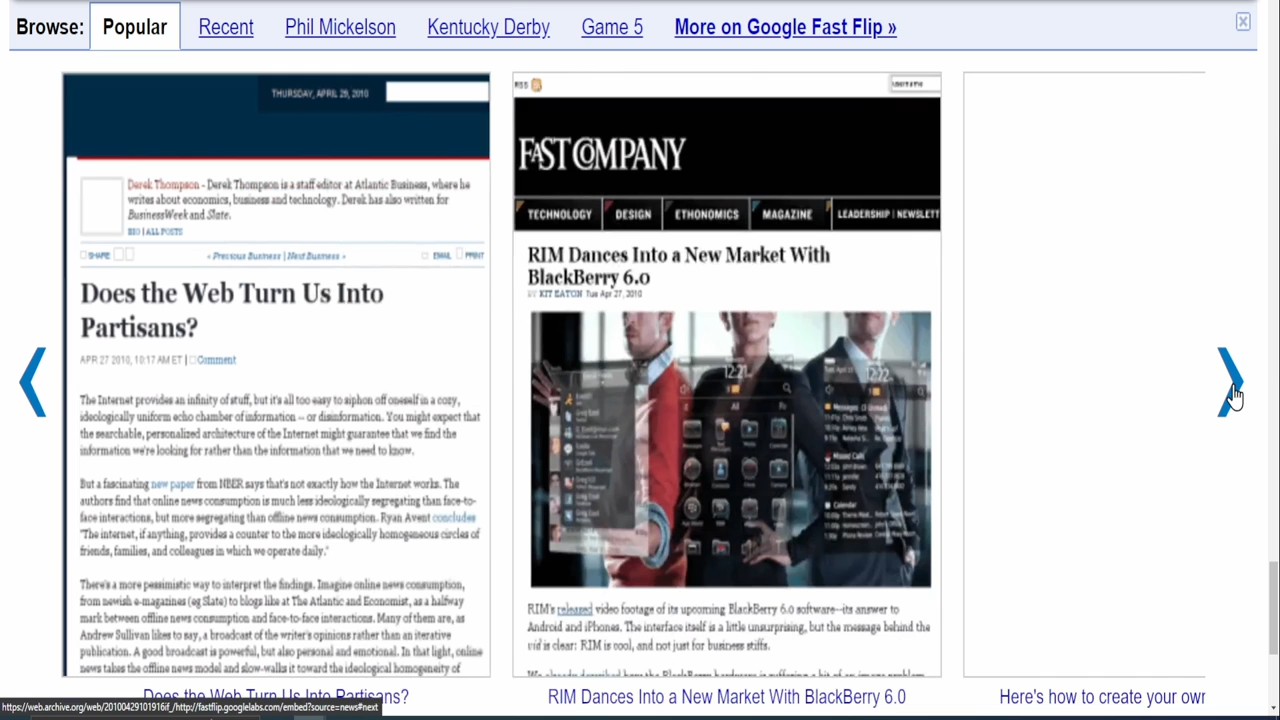 Browse: Popular Recent Phil Mickelson Kentucky Derby Game 5 More on Google Fast Flip »
THURSDAY, APRIL 29, 2010
Derek Thompson - Derek Thompson is a staff editor at Atlantic Business, where he
writes about economics, business and technology. Derek has also written for
BusinessWeek and Slate.
BIO | ALL POSTS
SHARE
« Previous Business | Next Business »
EMAIL PRINT
Does the Web Turn Us Into
Partisans?
APR 27 2010, 10:17 AM ET | Comment
The Internet provides an infinity of stuff, but it's all too easy to siphon off oneself in a cozy,
ideologically uniform echo chamber of information -- or disinformation. You might expect that
the searchable, personalized architecture of the Internet might guarantee that we find the
information we're looking for rather than the information that we need to know.
But a fascinating new paper from NBER says that's not exactly how the Internet works. The
authors find that online news consumption is much less ideologically segregating than face-to-
face interactions, but more segregating than offline news consumption. Ryan Avent concludes
"The internet, if anything, provides a counter to the more ideologically homogeneous circles of
friends, families, and colleagues in which we operate daily."
There's a more pessimistic way to interpret the findings. Imagine online news consumption,
from newish e-magazines (eg Slate) to blogs like at The Atlantic and Economist, as a halfway
mark between offline news consumption and face-to-face interactions. Many of them are, as
Andrew Sullivan likes to say, a broadcast of the writer's opinions rather than an iterative
publication. A good broadcast is powerful, but also personal and emotional. In that light, online
news takes the offline news model and slow-walks it toward the ideological homogeneity of
Does the Web Turn Us Into Partisans?
RSS
username
FAST COMPANY
TECHNOLOGY DESIGN ETHONOMICS MAGAZINE LEADERSHIP | NEWSLETT
RIM Dances Into a New Market With
BlackBerry 6.0
BY KIT EATON Tue Apr 27, 2010
12:21
12:22
All
Messages
Missed Calls
Calendar
RIM's released video footage of its upcoming BlackBerry 6.0 software--its answer to
Android and iPhones. The interface itself is a little unsurprising, but the message behind the
vid is clear: RIM is cool, and not just for business stiffs.
RIM Dances Into a New Market With BlackBerry 6.0
Here's how to create your own
https://web.archive.org/web/20100429101916if_/http://fastflip.googlelabs.com/embed?source=news#next